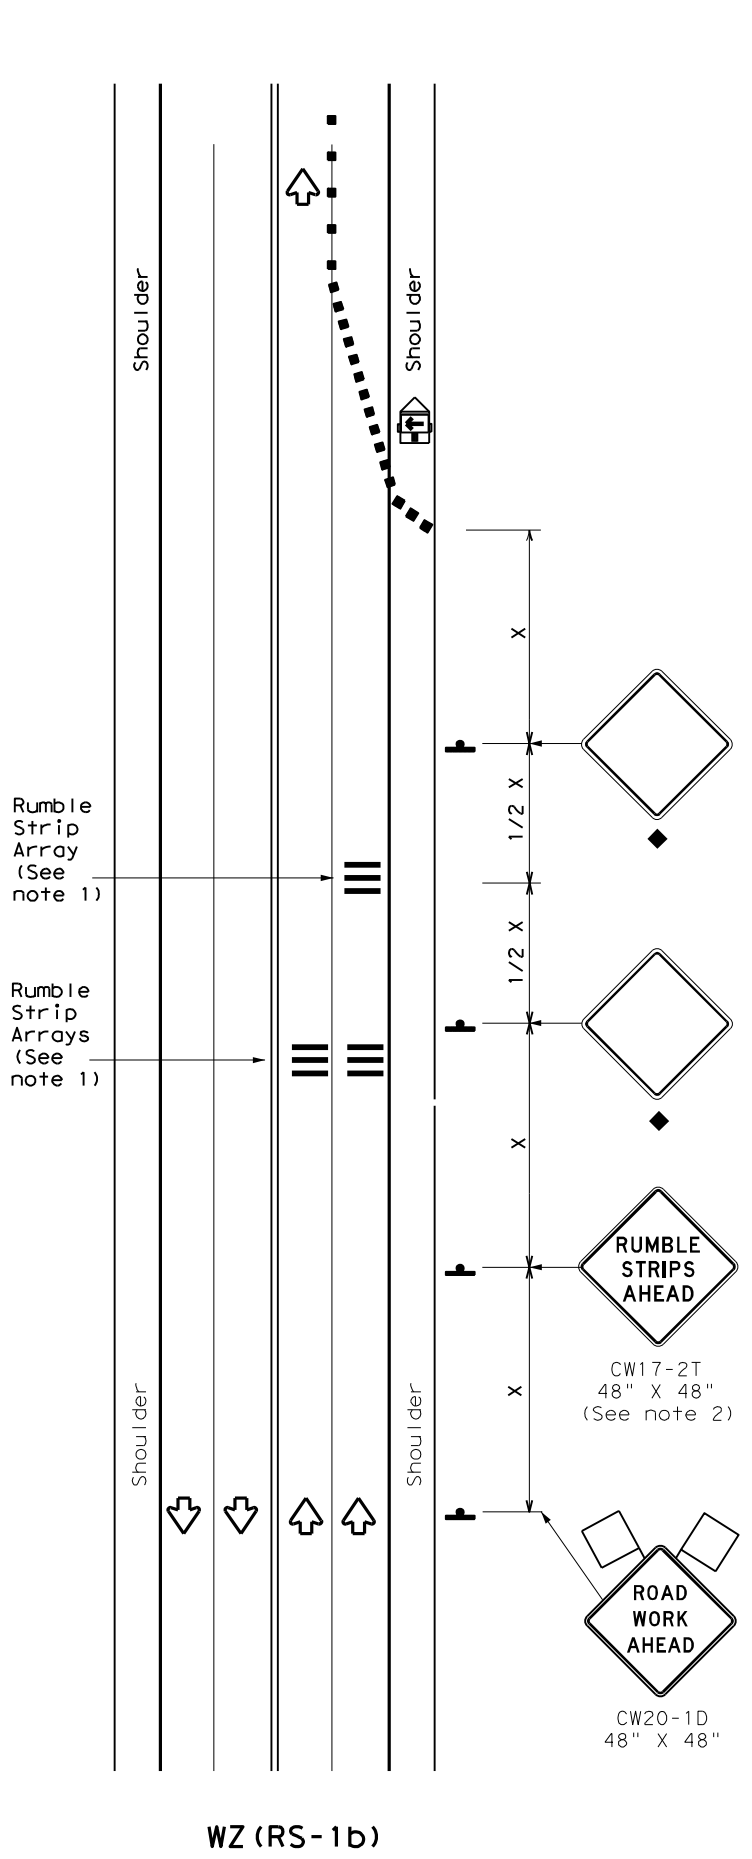 Shoulder
Shoulder
X
1/2 X
Rumble
Strip
Array
(See
note 1)
1/2 X
Rumble
Strip
Arrays
(See
note 1)
X
RUMBLE
STRIPS
AHEAD
CW17-2T
48" X 48"
(See note 2)
X
Shoulder
Shoulder
ROAD
WORK
AHEAD
CW20-1D
48" X 48"
WZ(RS-1b)